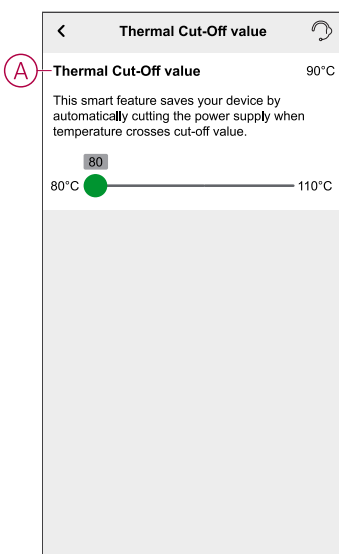 Thermal Cut-Off value
A
Thermal Cut-Off value 90°C
This smart feature saves your device by
automatically cutting the power supply when
temperature crosses cut-off value.
80
80°C 110°C